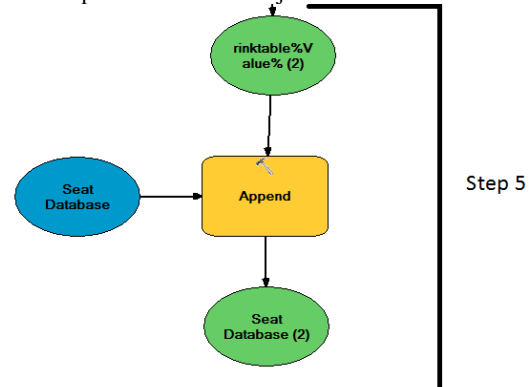 rinktable%V
alue% (2)
Seat
Database
Append
Step 5
Seat
Database (2)